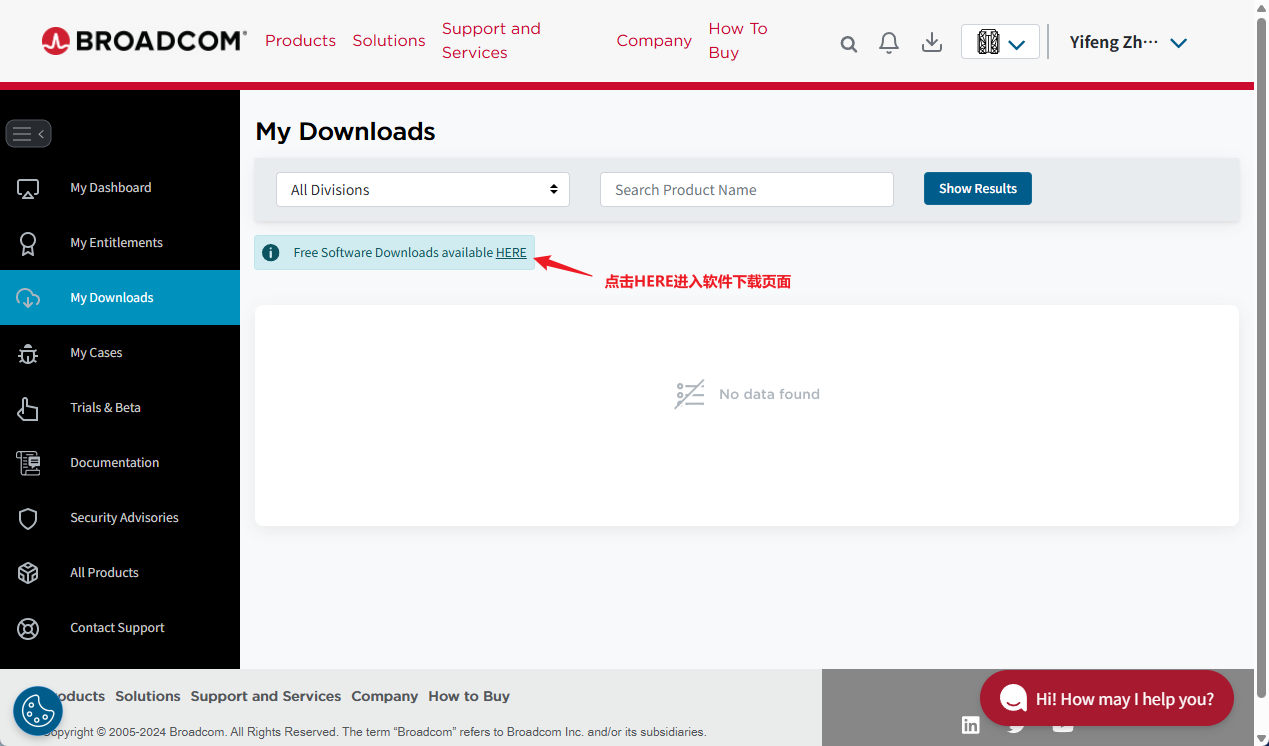 BROADCOM®
Products
Solutions
Support and
Services
Company
How To
Buy
Yifeng Zh···
My Downloads
All Divisions
Search Product Name
Show Results
Free Software Downloads available HERE
点击HERE进入软件下载页面
No data found
My Dashboard
My Entitlements
My Downloads
My Cases
Trials & Beta
Documentation
Security Advisories
All Products
Contact Support
oducts Solutions Support and Services Company How to Buy
opyright © 2005-2024 Broadcom. All Rights Reserved. The term “Broadcom” refers to Broadcom Inc. and/or its subsidiaries.
Hi! How may I help you?
in